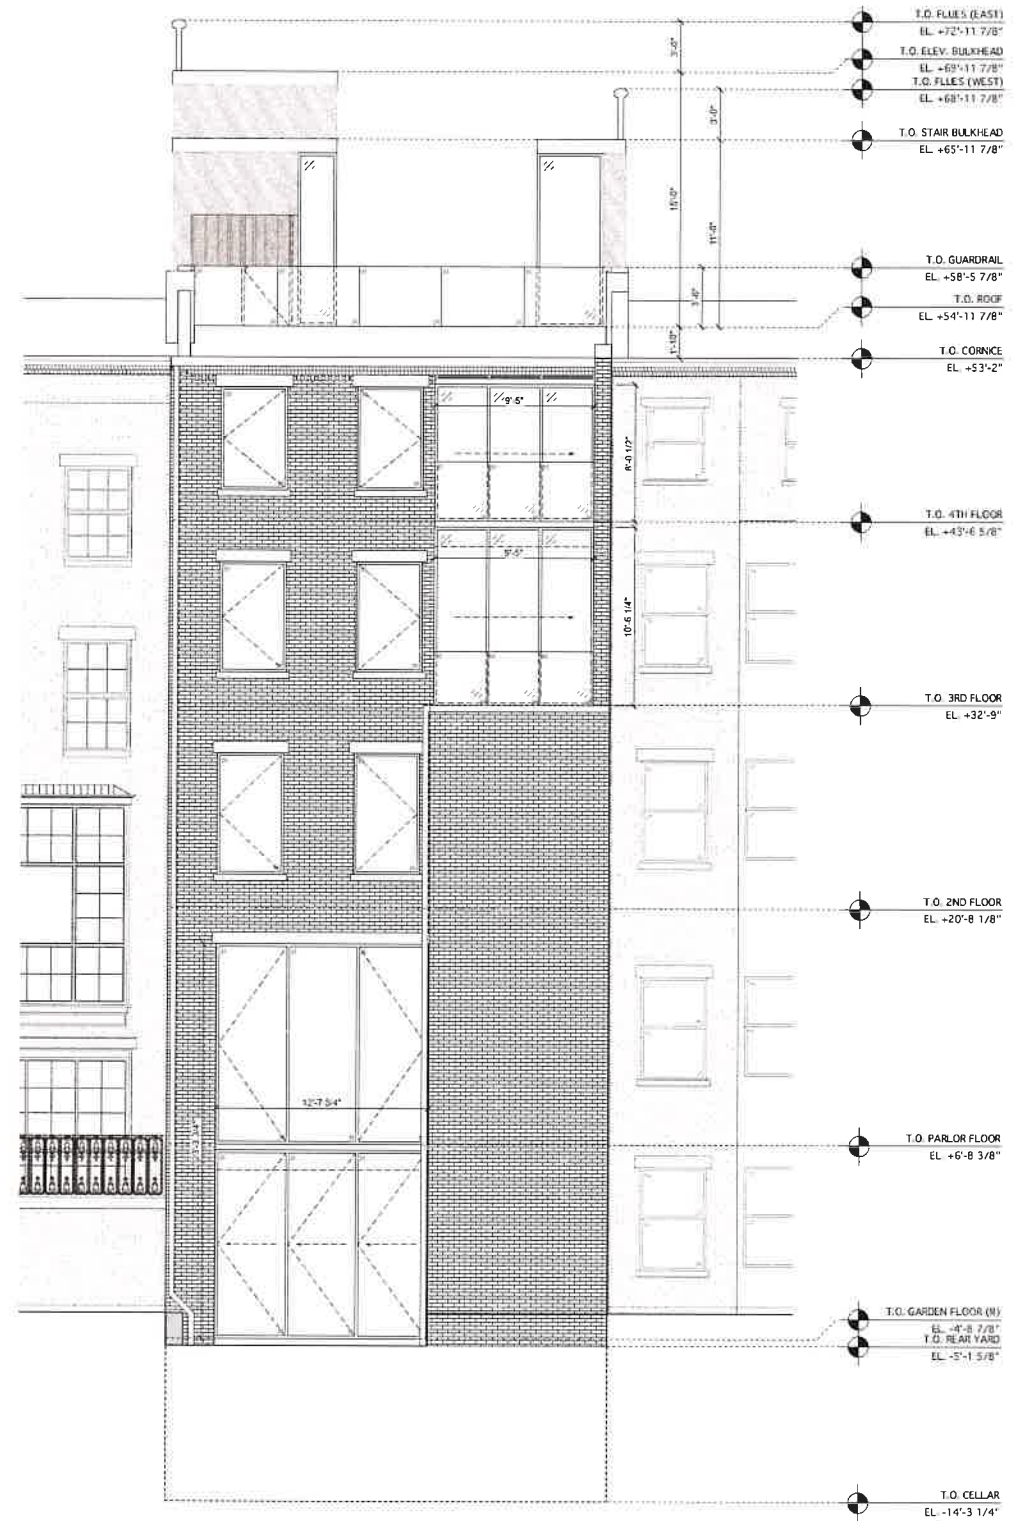 T.O. FLUES (EAST)
EL. +72'-11 7/8"
T.O. ELEV. BULKHEAD
EL. +69'-11 7/8"
T.O. FLUES (WEST)
EL. +68'-11 7/8"
T.O. STAIR BULKHEAD
EL. +65'-11 7/8"
T.O. GUARDRAIL
EL. +58'-5 7/8"
T.O. ROOF
EL. +54'-11 7/8"
T.O. CORNICE
EL. +53'-2"
T.O. 4TH FLOOR
EL. +43'-6 5/8"
T.O. 3RD FLOOR
EL. +32'-9"
T.O. 2ND FLOOR
EL. +20'-8 1/8"
T.O. PARLOR FLOOR
EL. +6'-8 3/8"
T.O. GARDEN FLOOR (N)
EL. -4'-8 7/8"
T.O. REAR YARD
EL. -5'-1 5/8"
T.O. CELLAR
EL. -14'-3 1/4"
3'-0"
3'-0"
15'-0"
11'-0"
3'-6"
1'-10"
9'-5"
8'-0 1/2"
9'-5"
10'-6 1/4"
12'-7 3/4"